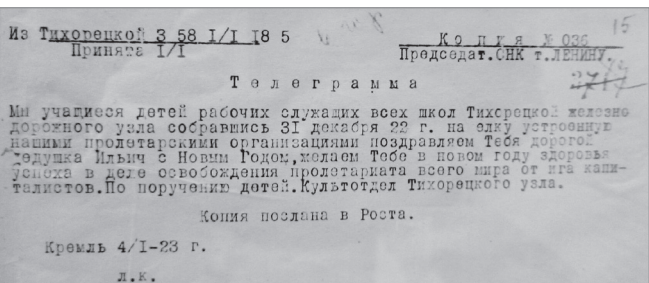 Из Тихорецкой 3 58 I/I I8 5
15
Принята I/I
Копия № 036
Председат.СНК т.ЛЕНИНУ.
Телеграмма
Мы учащиеся детей рабочих служащих всех школ Тихорецкой железно
дорожного узла собравшись 31 декабря 22 г. на елку устроенную
нашими пролетарскими организациями поздравляем Тебя дорогой
дедушка Ильич с Новым Годом,желаем Тебе в новом году здоровья
успеха в деле освобождения пролетариата всего мира от ига капи-
талистов.По поручению детей.Культотдел Тихорецкого узла.
Копия послана в Роста.
Кремль 4/I-23 г.
л.к.